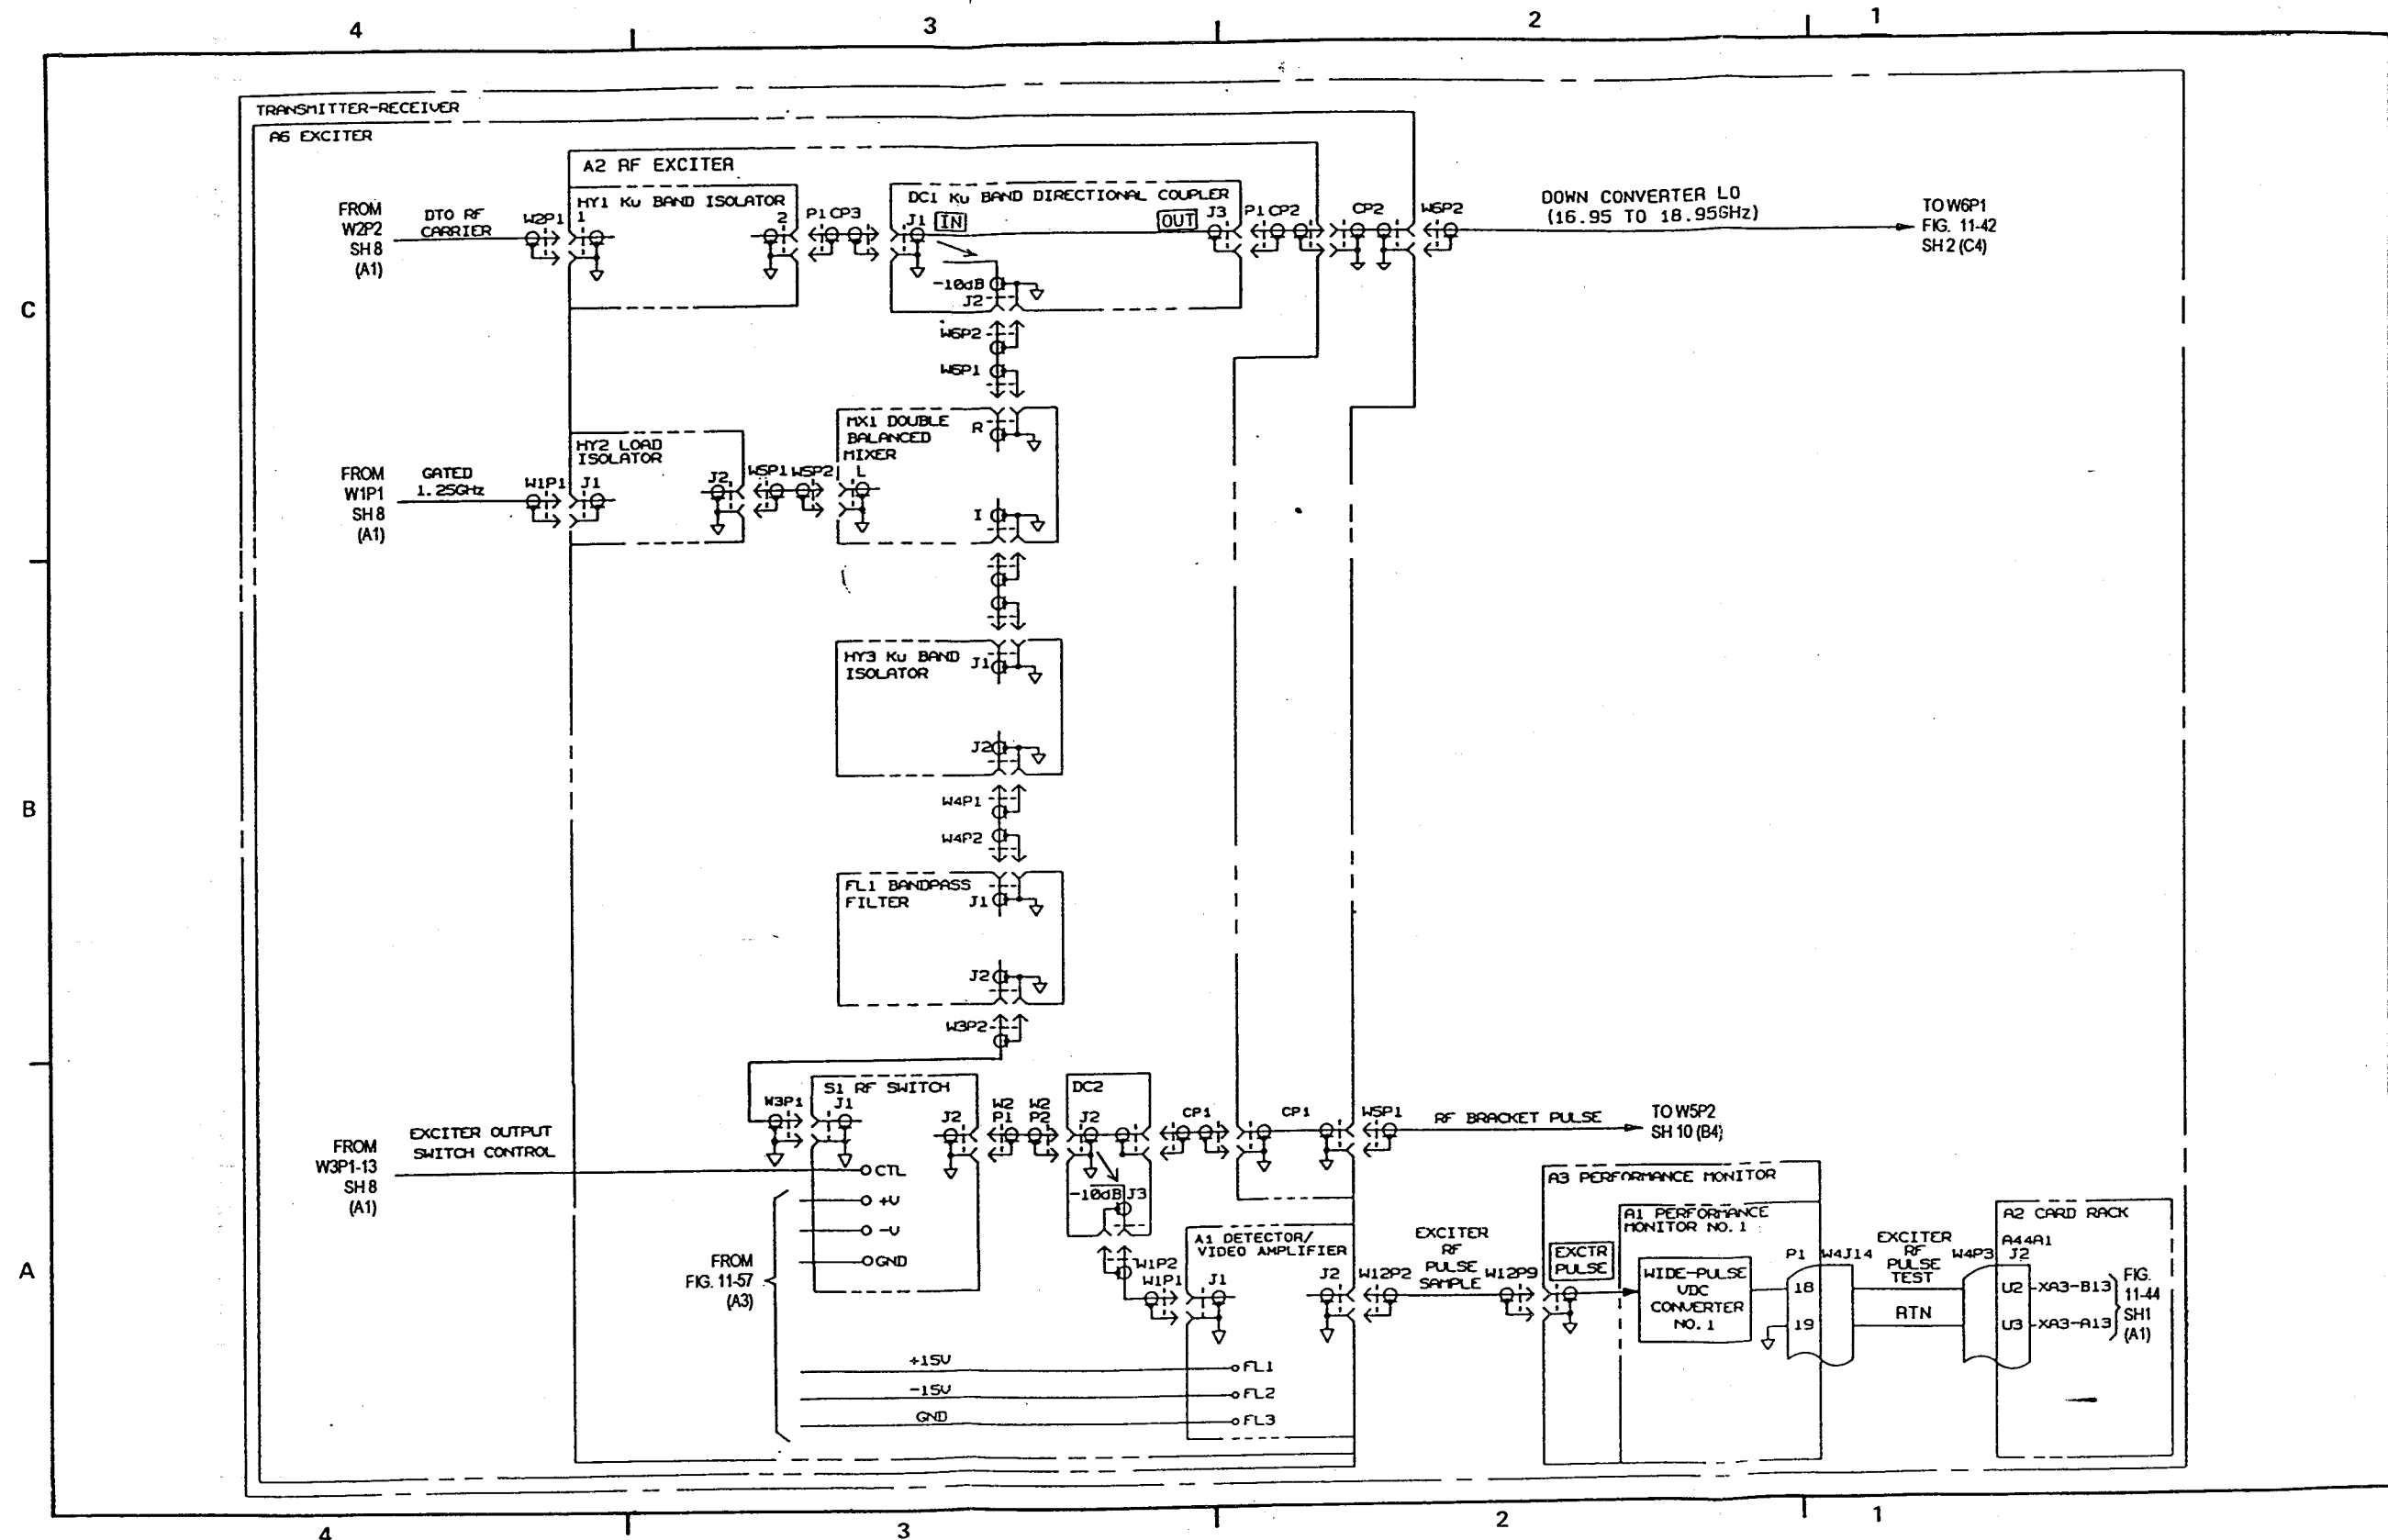 4
3
2
1
TRANSMITTER-RECEIVER
A6 EXCITER
A2 RF EXCITER
HY1 Ku BAND ISOLATOR
DC1 Ku BAND DIRECTIONAL COUPLER
FROM
W2P2
SH 8
(A1)
DTO RF
CARRIER
W2P1
1
2
P1
CP3
J1
IN
OUT
J3
P1
CP2
CP2
W6P2
DOWN CONVERTER LO
(16.95 TO 18.95GHz)
TO W6P1
FIG. 11-42
SH 2 (C4)
-10dB
J2
C
W6P2
W6P1
MX1 DOUBLE
BALANCED
MIXER
R
HY2 LOAD
ISOLATOR
FROM
W1P1
SH 8
(A1)
GATED
1.25GHz
W1P1
J1
J2
W5P1
W5P2
L
I
HY3 Ku BAND
ISOLATOR
J1
J2
B
W4P1
W4P2
FL1 BANDPASS
FILTER
J1
J2
W3P2
S1 RF SWITCH
DC2
W3P1
J1
J2
W2
P1
W2
P2
J2
CP1
CP1
W5P1
RF BRACKET PULSE
TO W5P2
SH 10 (B4)
FROM
W3P1-13
SH 8
(A1)
EXCITER OUTPUT
SWITCH CONTROL
CTL
+V
-V
GND
-10dB
J3
FROM
FIG. 11-57
(A3)
A
W1P2
W1P1
A1 DETECTOR/
VIDEO AMPLIFIER
J1
J2
W12P2
EXCITER
RF
PULSE
SAMPLE
W12P9
A3 PERFORMANCE MONITOR
EXCTR
PULSE
A1 PERFORMANCE
MONITOR NO. 1
WIDE-PULSE
VDC
CONVERTER
NO. 1
P1
W4J14
18
19
EXCITER
RF
PULSE
TEST
RTN
W4P3
A2 CARD RACK
A44A1
J2
U2
XA3-B13
U3
XA3-A13
FIG.
11-44
SH1
(A1)
+15V
FL1
-15V
FL2
GND
FL3
4
3
2
1